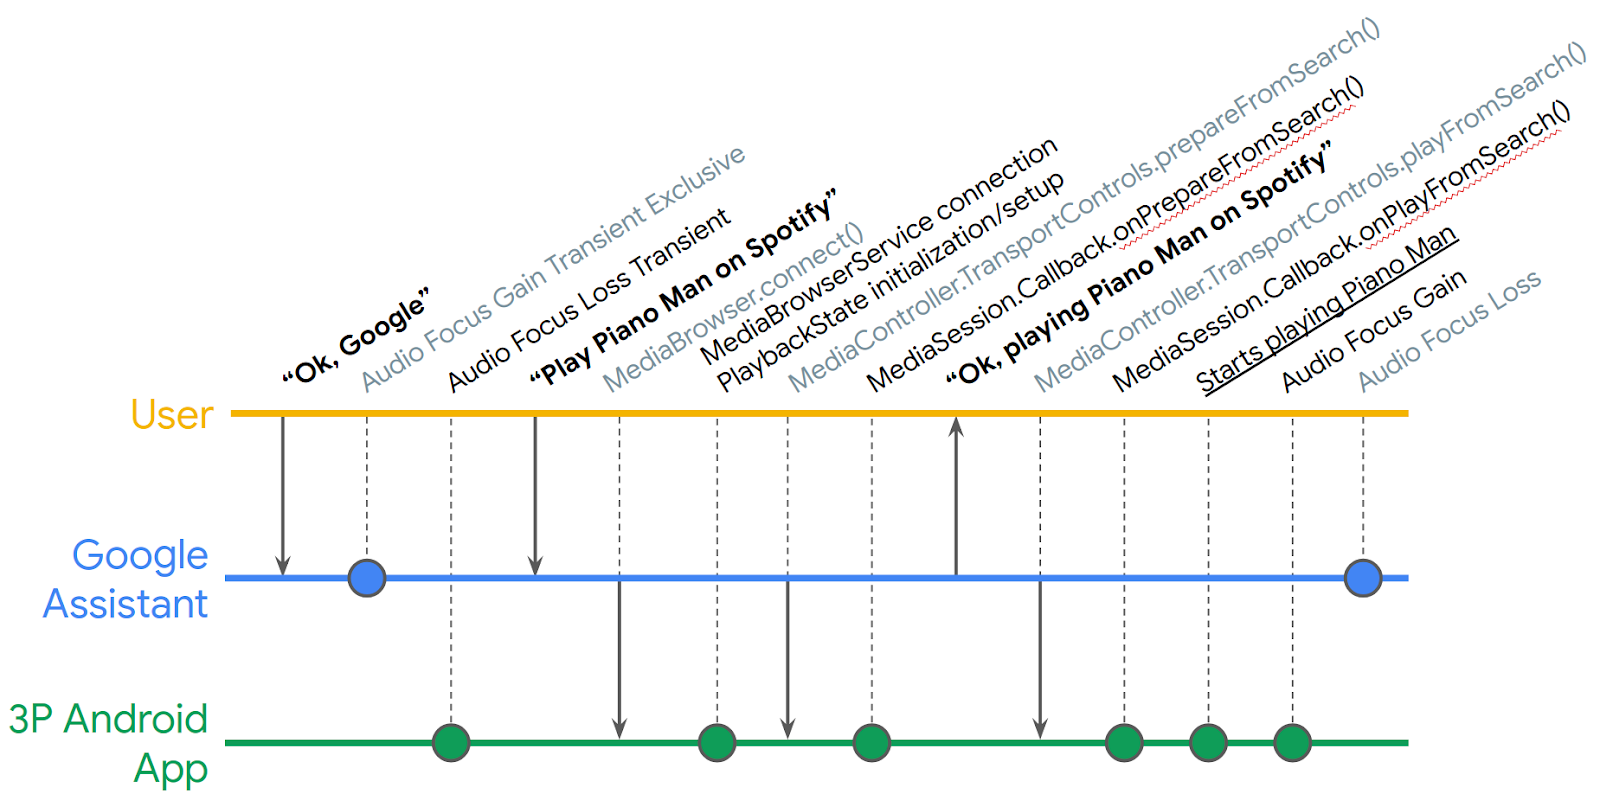 “Ok, Google”
Audio Focus Gain Transient Exclusive
Audio Focus Loss Transient
“Play Piano Man on Spotify”
MediaBrowser.connect()
MediaBrowserService connection
PlaybackState initialization/setup
MediaController.TransportControls.prepareFromSearch()
MediaSession.Callback.onPrepareFromSearch()
“Ok, playing Piano Man on Spotify”
MediaController.TransportControls.playFromSearch()
MediaSession.Callback.onPlayFromSearch()
Starts playing Piano Man
Audio Focus Gain
Audio Focus Loss
User
Google
Assistant
3P Android
App